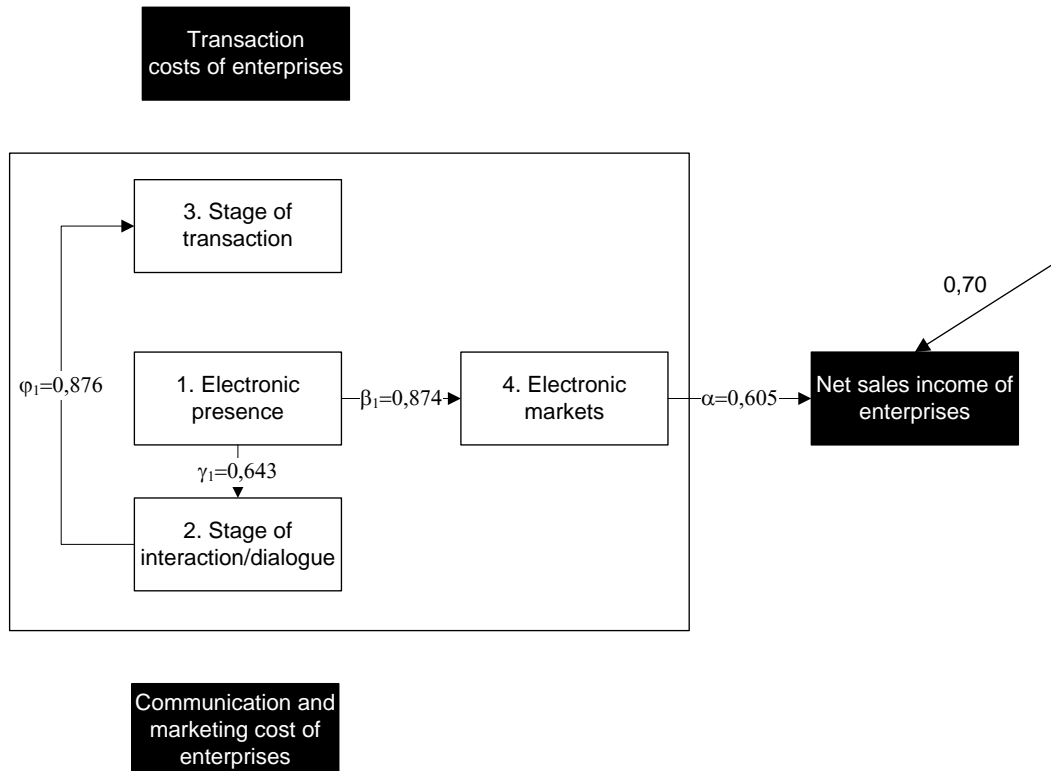 Transaction
costs of enterprises
3. Stage of
transaction
0,70
φ₁=0,876
1. Electronic
presence
β₁=0,874
4. Electronic
markets
α=0,605
Net sales income of
enterprises
γ₁=0,643
2. Stage of
interaction/dialogue
Communication and
marketing cost of
enterprises